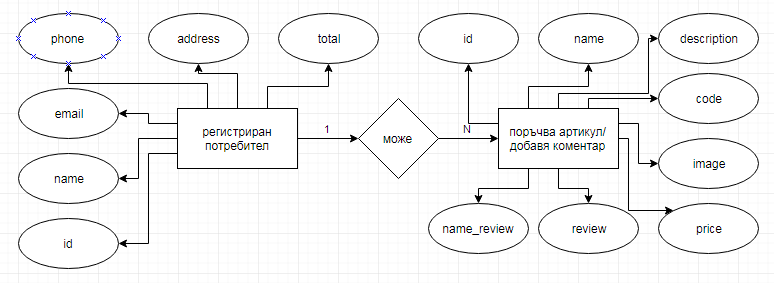 phone
address
total
id
name
description
email
code
регистриран
потребител
1
може
N
поръчва артикул/
добавя коментар
name
image
id
name_review
review
price